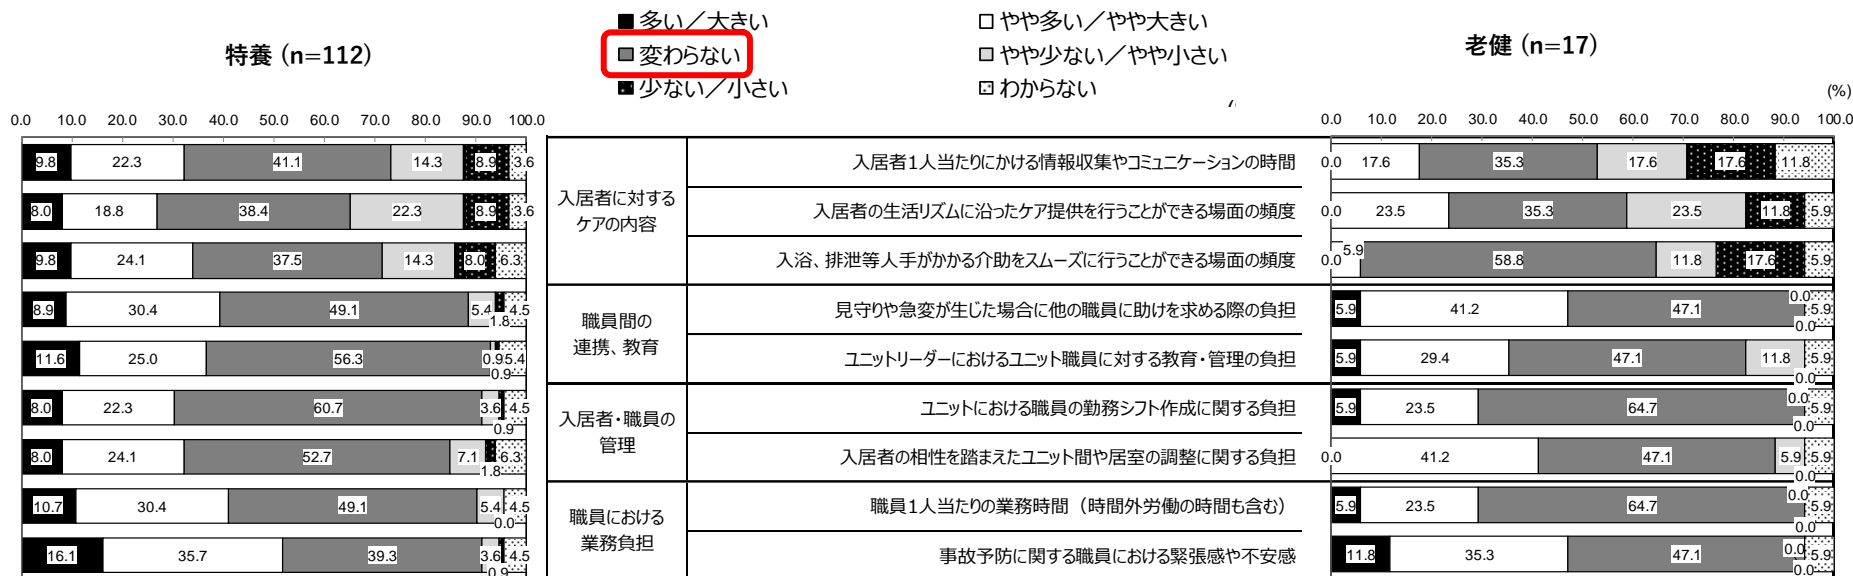 ■多い／大きい
□やや多い／やや大きい
■変わらない
□やや少ない／やや小さい
■少ない／小さい
□わからない
特養 (n=112)
老健 (n=17)
(%)
0.0 10.0 20.0 30.0 40.0 50.0 60.0 70.0 80.0 90.0 100.0
0.0 10.0 20.0 30.0 40.0 50.0 60.0 70.0 80.0 90.0 100.0
入居者に対する
ケアの内容
9.8 22.3 41.1 14.3 8.9 3.6
入居者1人当たりにかける情報収集やコミュニケーションの時間
0.0 17.6 35.3 17.6 17.6 11.8
8.0 18.8 38.4 22.3 8.9 3.6
入居者の生活リズムに沿ったケア提供を行うことができる場面の頻度
0.0 23.5 35.3 23.5 11.8 5.9
9.8 24.1 37.5 14.3 8.0 6.3
入浴、排泄等人手がかかる介助をスムーズに行うことができる場面の頻度
0.0 5.9 58.8 11.8 17.6 5.9
職員間の
連携、教育
8.9 30.4 49.1 5.4 1.8 4.5
見守りや急変が生じた場合に他の職員に助けを求める際の負担
5.9 41.2 47.1 0.0 0.0 5.9
11.6 25.0 56.3 0.9 0.9 5.4
ユニットリーダーにおけるユニット職員に対する教育・管理の負担
5.9 29.4 47.1 11.8 0.0 5.9
入居者・職員の
管理
8.0 22.3 60.7 3.6 0.9 4.5
ユニットにおける職員の勤務シフト作成に関する負担
5.9 23.5 64.7 0.0 0.0 5.9
8.0 24.1 52.7 7.1 1.8 6.3
入居者の相性を踏まえたユニット間や居室の調整に関する負担
0.0 41.2 47.1 5.9 0.0 5.9
職員における
業務負担
10.7 30.4 49.1 5.4 0.0 4.5
職員1人当たりの業務時間（時間外労働の時間も含む）
5.9 23.5 64.7 0.0 0.0 5.9
16.1 35.7 39.3 3.6 0.9 4.5
事故予防に関する職員における緊張感や不安感
11.8 35.3 47.1 0.0 0.0 5.9